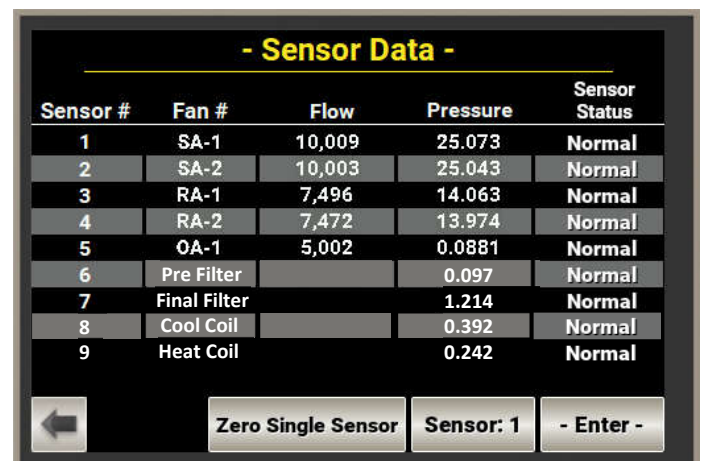 - Sensor Data -
Sensor # Fan # Flow Pressure Sensor Status
1 SA-1 10,009 25.073 Normal
2 SA-2 10,003 25.043 Normal
3 RA-1 7,496 14.063 Normal
4 RA-2 7,472 13.974 Normal
5 OA-1 5,002 0.0881 Normal
6 Pre Filter 0.097 Normal
7 Final Filter 1.214 Normal
8 Cool Coil 0.392 Normal
9 Heat Coil 0.242 Normal
Zero Single Sensor Sensor: 1 - Enter -